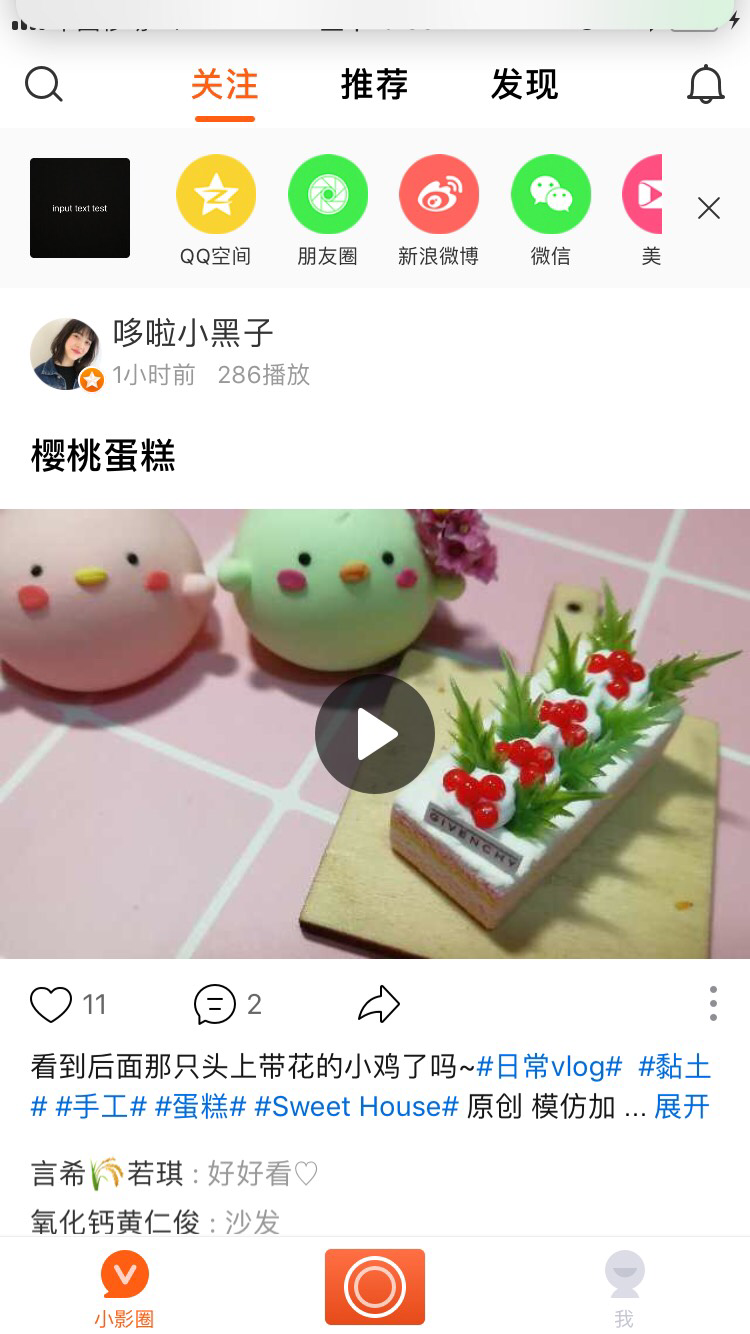 关注 推荐 发现
input text test
QQ空间 朋友圈 新浪微博 微信 美
哆啦小黑子
1小时前 286播放
樱桃蛋糕
GIVENCHY
11 2
看到后面那只头上带花的小鸡了吗~#日常vlog# #黏土
# #手工# #蛋糕# #Sweet House# 原创 模仿加 ... 展开
言希🌾若琪 : 好好看♡
氧化钙黄仁俊 : 沙发
小影圈 我